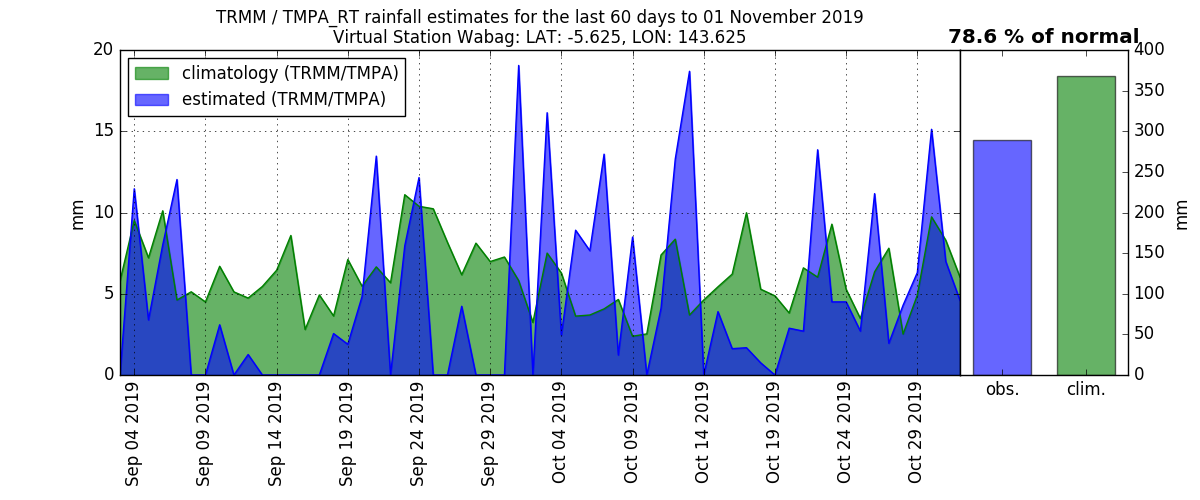 TRMM / TMPA_RT rainfall estimates for the last 60 days to 01 November 2019
Virtual Station Wabag: LAT: -5.625, LON: 143.625
78.6 % of normal
climatology (TRMM/TMPA)
estimated (TRMM/TMPA)
20
15
10
5
0
mm
Sep 04 2019
Sep 09 2019
Sep 14 2019
Sep 19 2019
Sep 24 2019
Sep 29 2019
Oct 04 2019
Oct 09 2019
Oct 14 2019
Oct 19 2019
Oct 24 2019
Oct 29 2019
obs.
clim.
400
350
300
250
200
150
100
50
0
mm